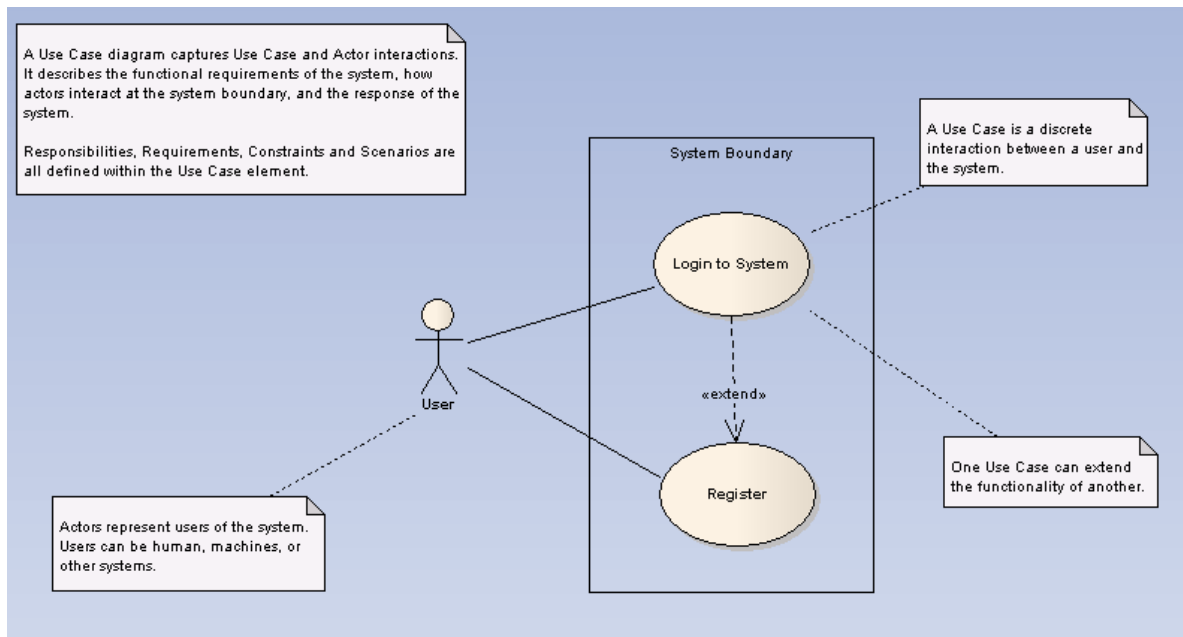 A Use Case diagram captures Use Case and Actor interactions.
It describes the functional requirements of the system, how
actors interact at the system boundary, and the response of the
system.
Responsibilities, Requirements, Constraints and Scenarios are
all defined within the Use Case element.
A Use Case is a discrete
interaction between a user and
the system.
System Boundary
Login to System
User
«extend»
Register
One Use Case can extend
the functionality of another.
Actors represent users of the system.
Users can be human, machines, or
other systems.